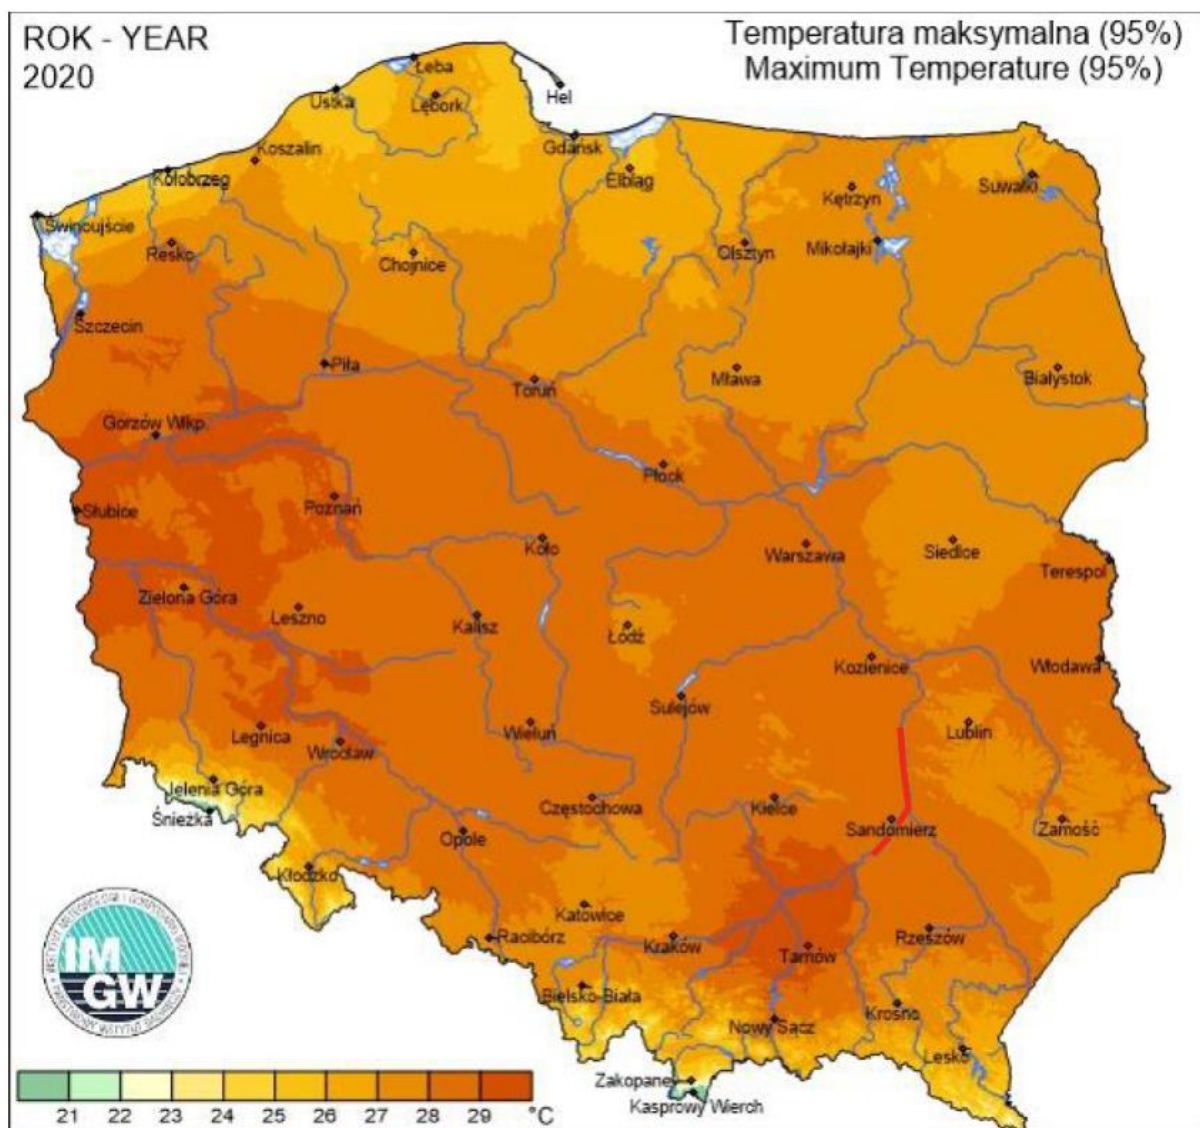 ROK - YEAR
2020
Temperatura maksymalna (95%)
Maximum Temperature (95%)
Łeba
Ustka
Lębork
Hel
Koszalin
Gdańsk
Kołobrzeg
Elbląg
Suwałki
Kętrzyn
Świnoujście
Resko
Chojnice
Olsztyn
Mikołajki
Szczecin
Piła
Toruń
Mława
Białystok
Gorzów Wlkp.
Płock
Słubice
Poznań
Koło
Warszawa
Siedlce
Terespol
Zielona Góra
Leszno
Kalisz
Łódź
Kozienice
Włodawa
Sulejów
Legnica
Wrocław
Wieluń
Lublin
Jelenia Góra
Śnieżka
Częstochowa
Kielce
Sandomierz
Zamość
Opole
Kłodzko
Katowice
Racibórz
Kraków
Tarnów
Rzeszów
Bielsko-Biała
Nowy Sącz
Krosno
Lesko
Zakopane
Kasprowy Wierch
IM
GW
21 22 23 24 25 26 27 28 29 °C